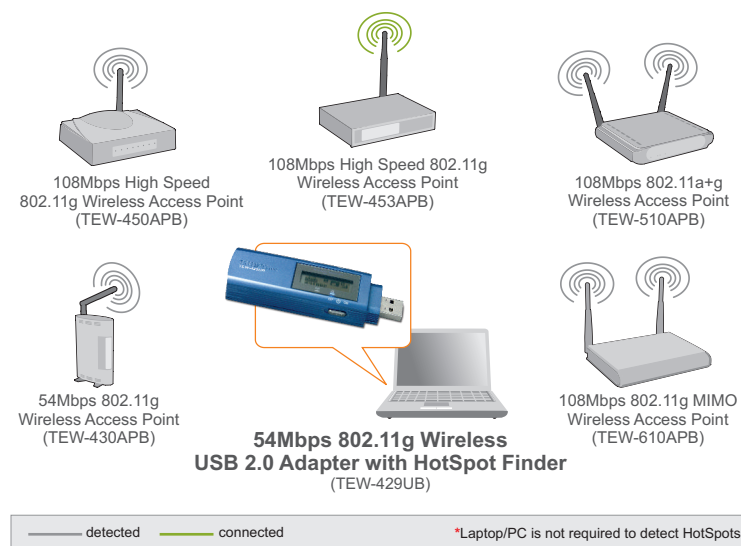 108Mbps High Speed
802.11g Wireless Access Point
(TEW-450APB)
108Mbps High Speed 802.11g
Wireless Access Point
(TEW-453APB)
108Mbps 802.11a+g
Wireless Access Point
(TEW-510APB)
54Mbps 802.11g
Wireless Access Point
(TEW-430APB)
108Mbps 802.11g MIMO
Wireless Access Point
(TEW-610APB)
54Mbps 802.11g Wireless
USB 2.0 Adapter with HotSpot Finder
(TEW-429UB)
detected
connected
*Laptop/PC is not required to detect HotSpots